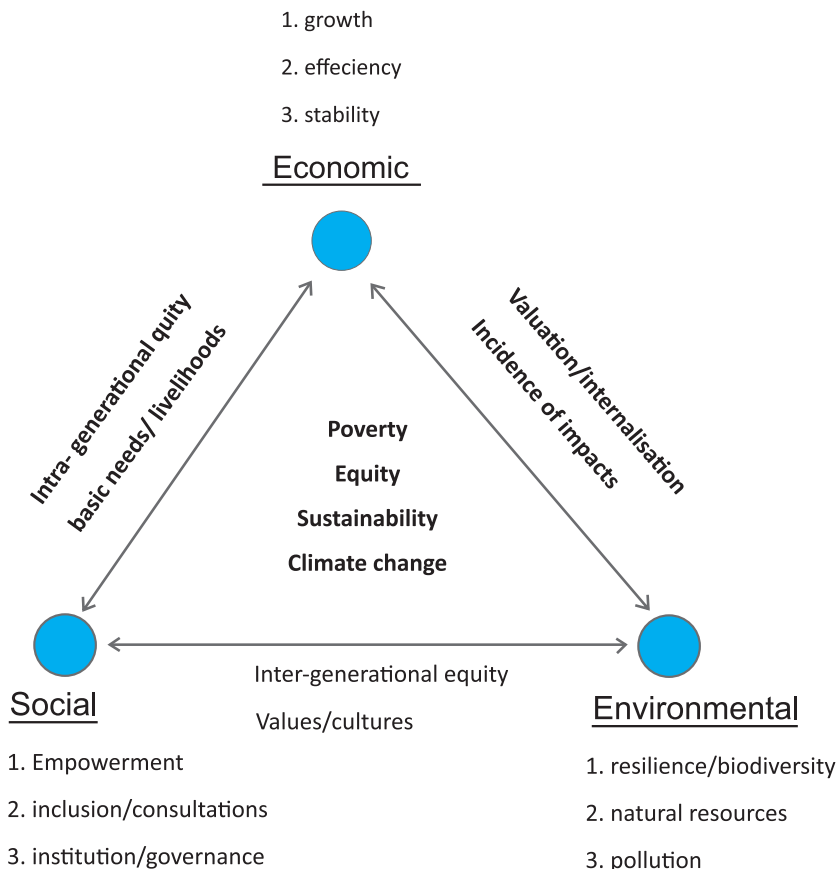 1. growth
2. effeciency
3. stability
Economic
Intra- generational quity
basic needs/ livelihoods
Valuation/internalisation
Incidence of impacts
Poverty
Equity
Sustainability
Climate change
Inter-generational equity
Values/cultures
Social
1. Empowerment
2. inclusion/consultations
3. institution/governance
Environmental
1. resilience/biodiversity
2. natural resources
3. pollution